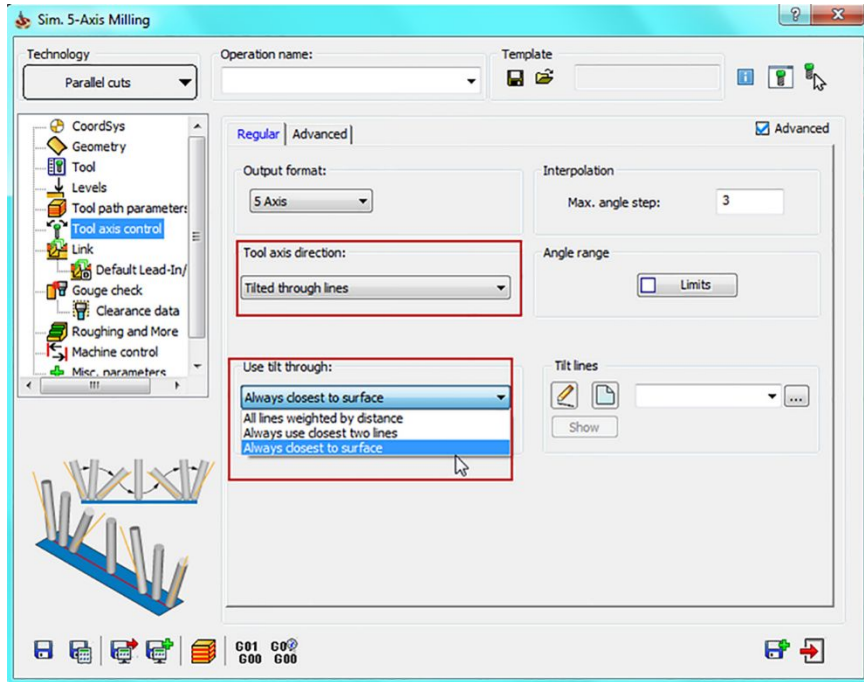 Sim. 5-Axis Milling
Technology
Operation name:
Template
Parallel cuts
CoordSys
Geometry
Tool
Levels
Tool path parameters
Tool axis control
Link
Default Lead-In/
Gouge check
Clearance data
Roughing and More
Machine control
Misc. parameters
Regular
Advanced
Advanced
Output format:
5 Axis
Interpolation
Max. angle step:
3
Tool axis direction:
Tilted through lines
Angle range
Limits
Use tilt through:
Always closest to surface
All lines weighted by distance
Always use closest two lines
Always closest to surface
Tilt lines
...
Show
G01 G00
G00 G00